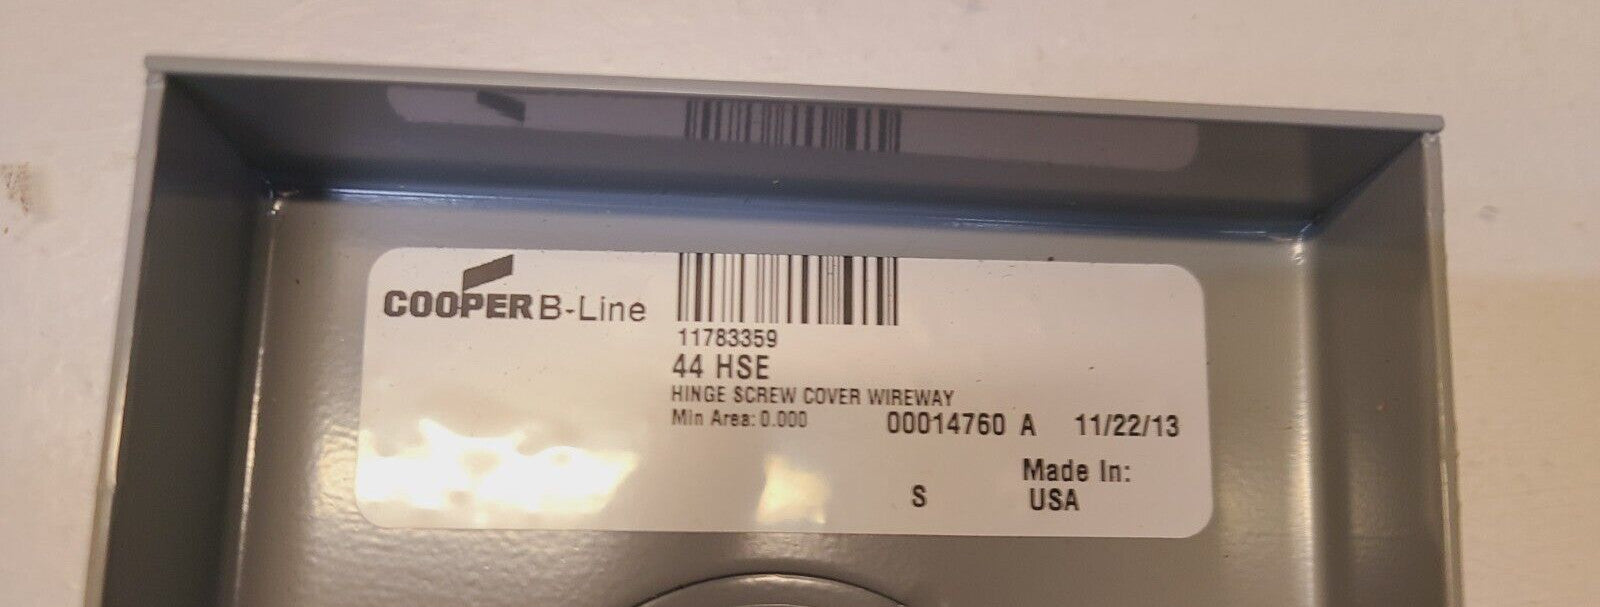 COOPER B-Line
11783359
44 HSE
HINGE SCREW COVER WIREWAY
Min Area: 0.000
00014760 A 11/22/13
Made In:
S USA